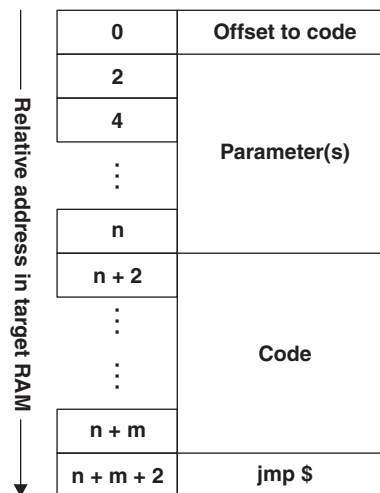 Relative address in target RAM
0 Offset to code
2
4
Parameter(s)
⋮
n
n + 2
⋮
Code
⋮
n + m
n + m + 2 jmp $